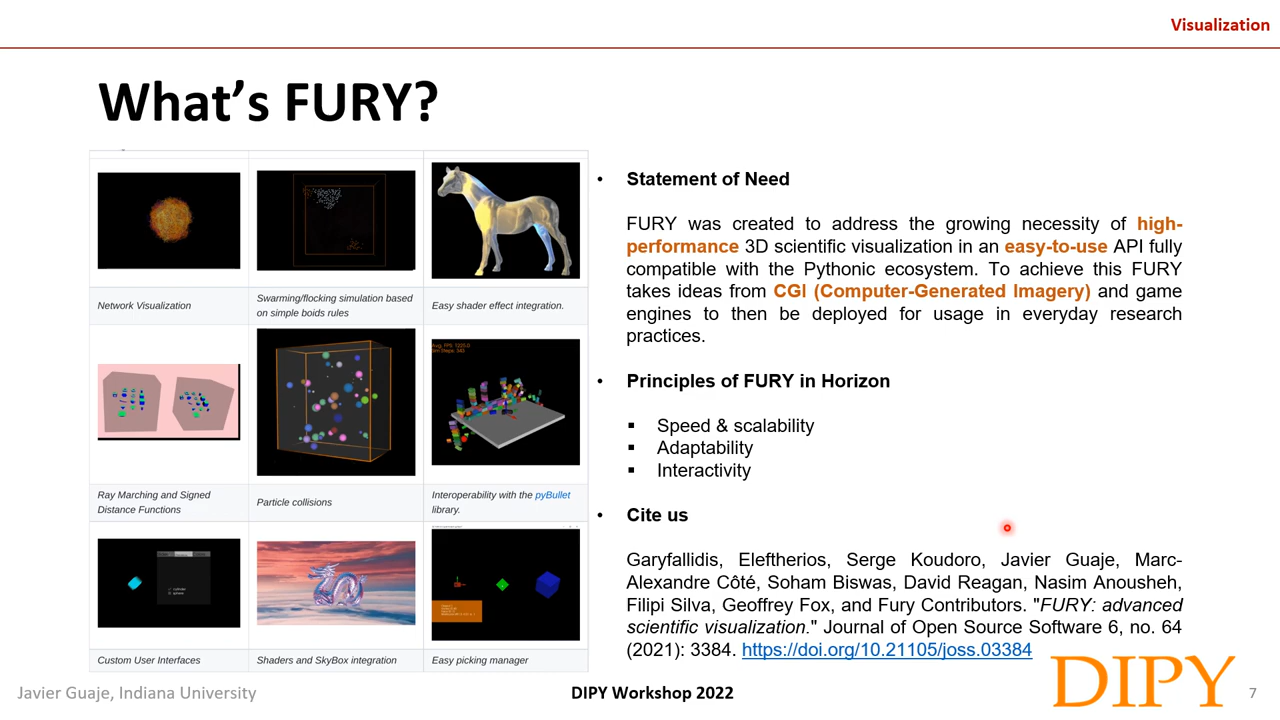 Visualization
What's FURY?
Network Visualization
Swarming/flocking simulation based
on simple boids rules
Easy shader effect integration.
Ray Marching and Signed
Distance Functions
Particle collisions
Interoperability with the pyBullet
library.
Custom User Interfaces
Shaders and SkyBox integration
Easy picking manager
• Statement of Need
FURY was created to address the growing necessity of high-
performance 3D scientific visualization in an easy-to-use API fully
compatible with the Pythonic ecosystem. To achieve this FURY
takes ideas from CGI (Computer-Generated Imagery) and game
engines to then be deployed for usage in everyday research
practices.
• Principles of FURY in Horizon
▪ Speed & scalability
▪ Adaptability
▪ Interactivity
• Cite us
Garyfallidis, Eleftherios, Serge Koudoro, Javier Guaje, Marc-
Alexandre Côté, Soham Biswas, David Reagan, Nasim Anousheh,
Filipi Silva, Geoffrey Fox, and Fury Contributors. "FURY: advanced
scientific visualization." Journal of Open Source Software 6, no. 64
(2021): 3384. https://doi.org/10.21105/joss.03384
Javier Guaje, Indiana University
DIPY Workshop 2022
DIPY
7